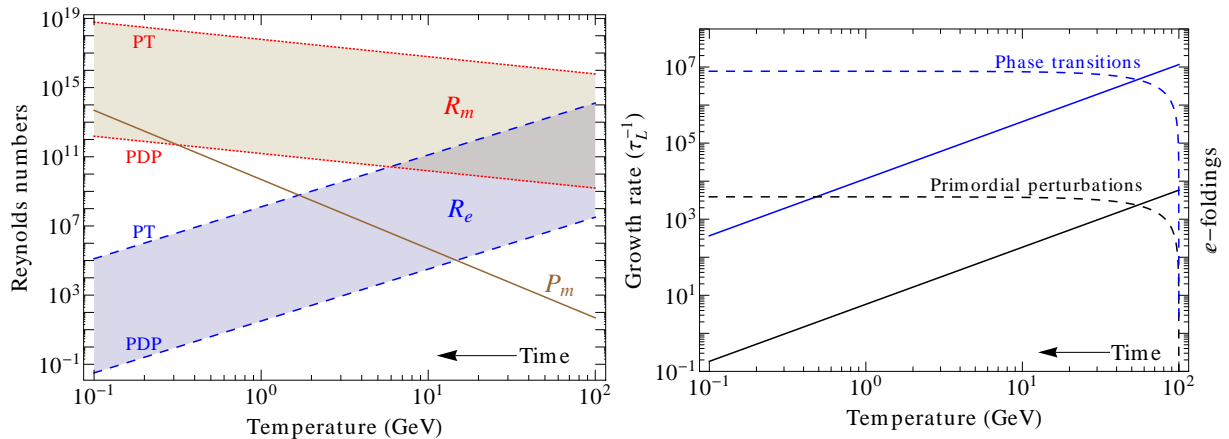 Reynolds numbers
10^19
10^15
10^11
10^7
10^3
10^-1
PT
R_m
PDP
PT
R_e
P_m
PDP
Time
10^-1
10^0
10^1
10^2
Temperature (GeV)
Growth rate (τ_L^-1)
10^7
10^5
10^3
10^1
10^-1
Phase transitions
Primordial perturbations
Time
10^-1
10^0
10^1
10^2
Temperature (GeV)
e-foldings